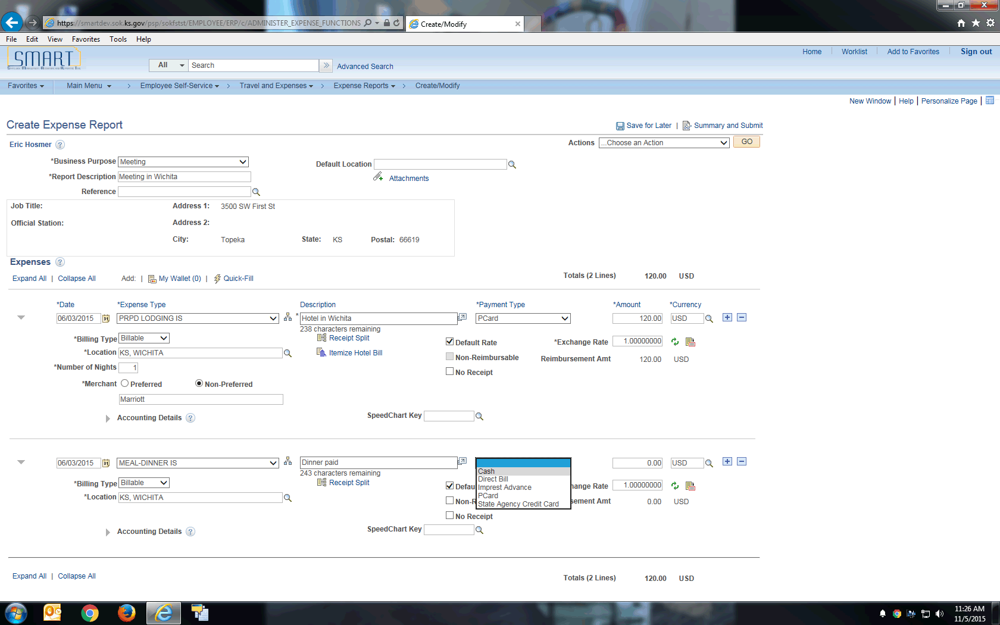 https://smartdev.sok.ks.gov/psp/sokfstst/EMPLOYEE/ERP/c/ADMINISTER_EXPENSE_FUNCTIONS
Create/Modify
File Edit View Favorites Tools Help
SMART
All Search Advanced Search
Home Worklist Add to Favorites Sign out
Favorites Main Menu > Employee Self-Service > Travel and Expenses > Expense Reports > Create/Modify
New Window | Help | Personalize Page |
Create Expense Report
Save for Later | Summary and Submit
Eric Hosmer ?
Actions ...Choose an Action GO
*Business Purpose Meeting
Default Location
*Report Description Meeting in Wichita
Attachments
Reference
Job Title: Address 1: 3500 SW First St
Official Station: Address 2:
City: Topeka State: KS Postal: 66619
Expenses ?
Expand All | Collapse All Add: | My Wallet (0) | Quick-Fill
Totals (2 Lines) 120.00 USD
*Date *Expense Type Description *Payment Type *Amount *Currency
06/03/2015 31 PRPD LODGING IS * Hotel in Wichita PCard 120.00 USD
238 characters remaining
*Billing Type Billable Receipt Split Default Rate *Exchange Rate 1.00000000
*Location KS, WICHITA Itemize Hotel Bill Non-Reimbursable Reimbursement Amt 120.00 USD
*Number of Nights 1 No Receipt
*Merchant Preferred Non-Preferred
Marriott
Accounting Details ? SpeedChart Key
06/03/2015 31 MEAL-DINNER IS Dinner paid 0.00 USD
243 characters remaining
Cash
Direct Bill
Imprest Advance
PCard
State Agency Credit Card
*Billing Type Billable Receipt Split Defau hange Rate 1.00000000
*Location KS, WICHITA Non-R sement Amt 0.00 USD
No Receipt
Accounting Details ? SpeedChart Key
Expand All | Collapse All Totals (2 Lines) 120.00 USD
11:26 AM
11/5/2015